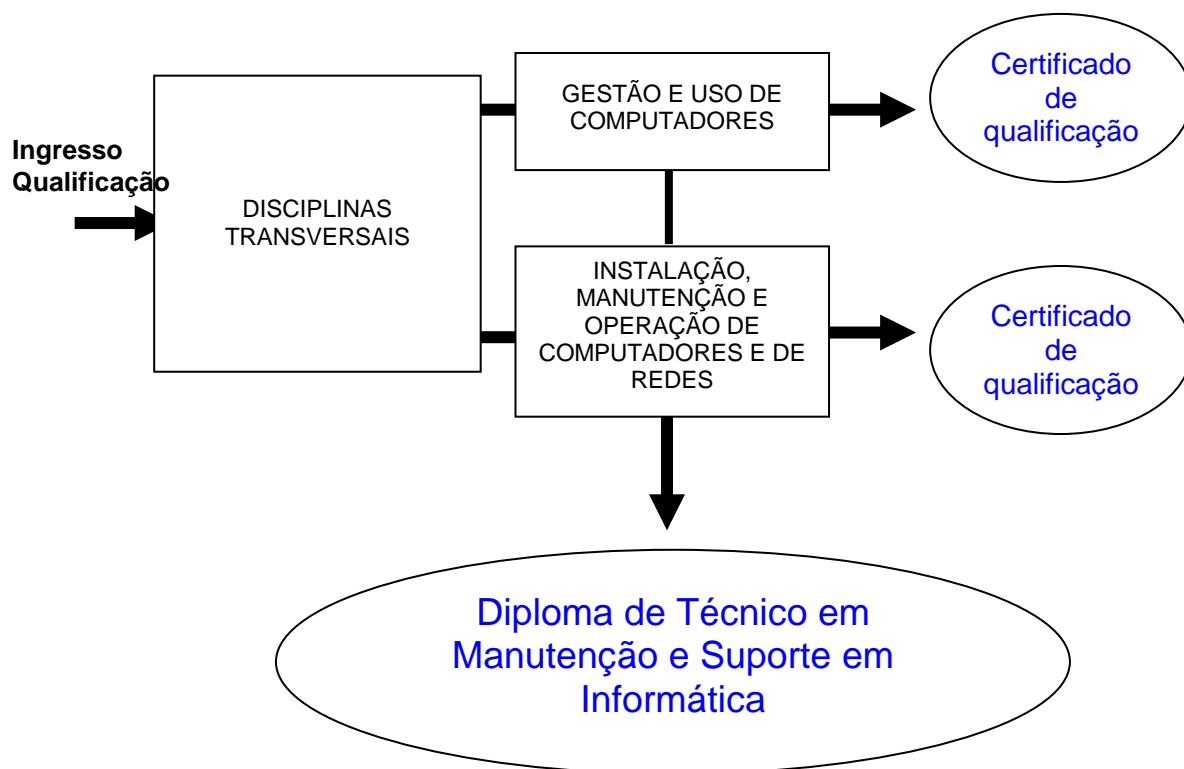 Ingresso
Qualificação
DISCIPLINAS
TRANSVERSAIS
GESTÃO E USO DE
COMPUTADORES
Certificado
de
qualificação
INSTALAÇÃO,
MANUTENÇÃO E
OPERAÇÃO DE
COMPUTADORES E DE
REDES
Certificado
de
qualificação
Diploma de Técnico em
Manutenção e Suporte em
Informática